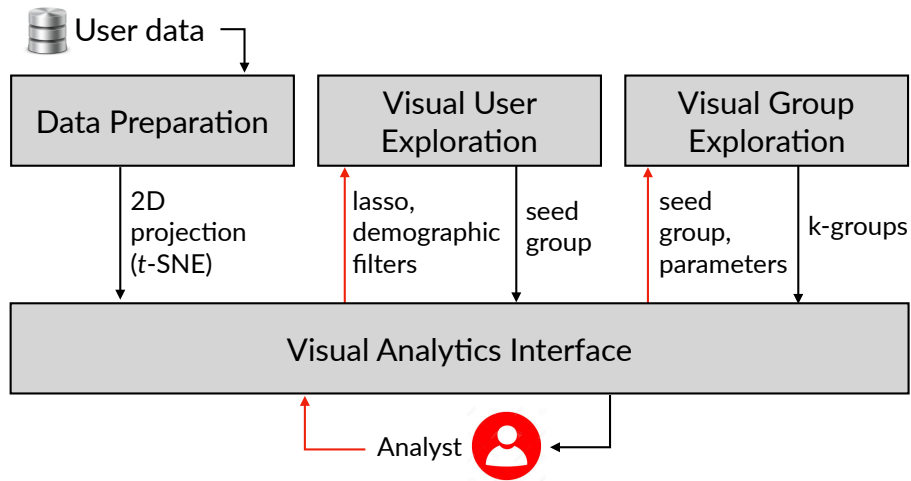 User data
Data Preparation
Visual User
Exploration
Visual Group
Exploration
2D
projection
(t-SNE)
lasso,
demographic
filters
seed
group
seed
group,
parameters
k-groups
Visual Analytics Interface
Analyst